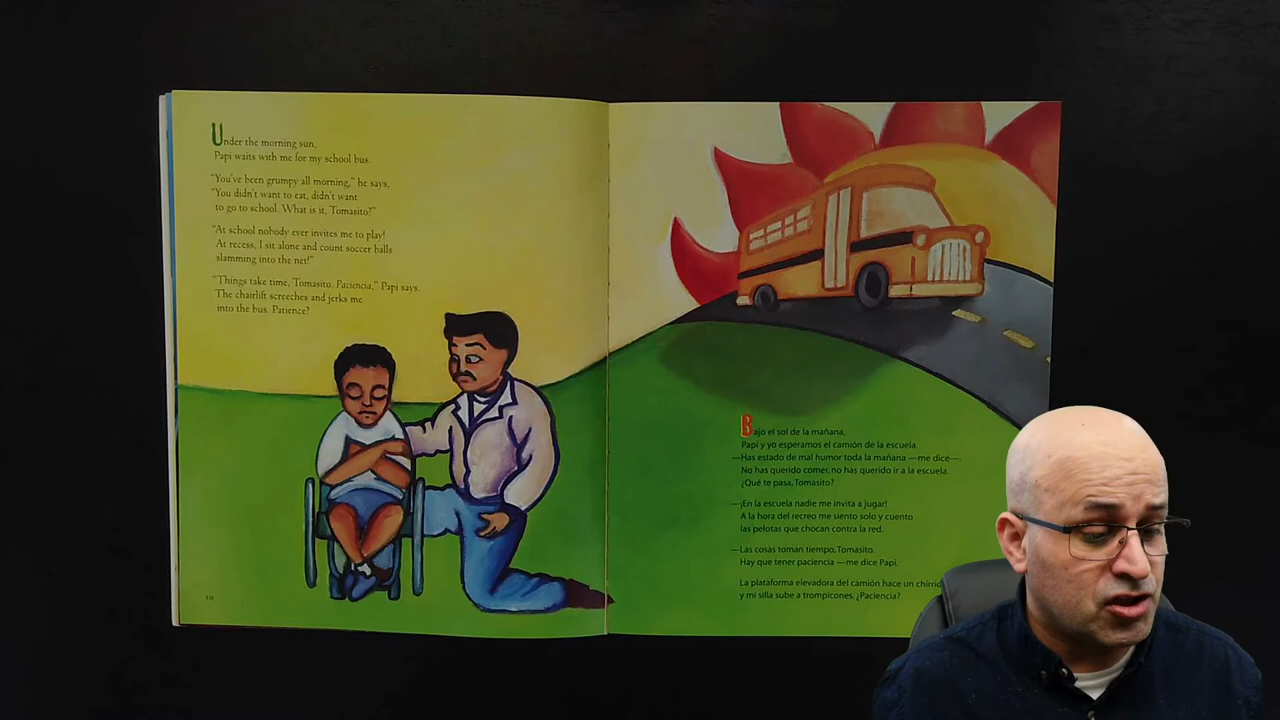 Under the morning sun,
Papi waits with me for my school bus.
"You've been grumpy all morning," he says,
"You didn't want to eat, didn't want
to go to school. What is it, Tomasito?"
"At school nobody ever invites me to play!
At recess, I sit alone and count soccer balls
slamming into the net!"
"Things take time, Tomasito. Paciencia," Papi says.
The chairlift screeches and jerks me
into the bus. Patience?
10
Bajo el sol de la mañana,
Papi y yo esperamos el camión de la escuela.
—Has estado de mal humor toda la mañana —me dice—.
No has querido comer, no has querido ir a la escuela.
¿Qué te pasa, Tomasito?
—¡En la escuela nadie me invita a jugar!
A la hora del recreo me siento solo y cuento
las pelotas que chocan contra la red.
—Las cosas toman tiempo, Tomasito.
Hay que tener paciencia —me dice Papi.
La plataforma elevadora del camión hace un chirrid
y mi silla sube a trompicones. ¿Paciencia?